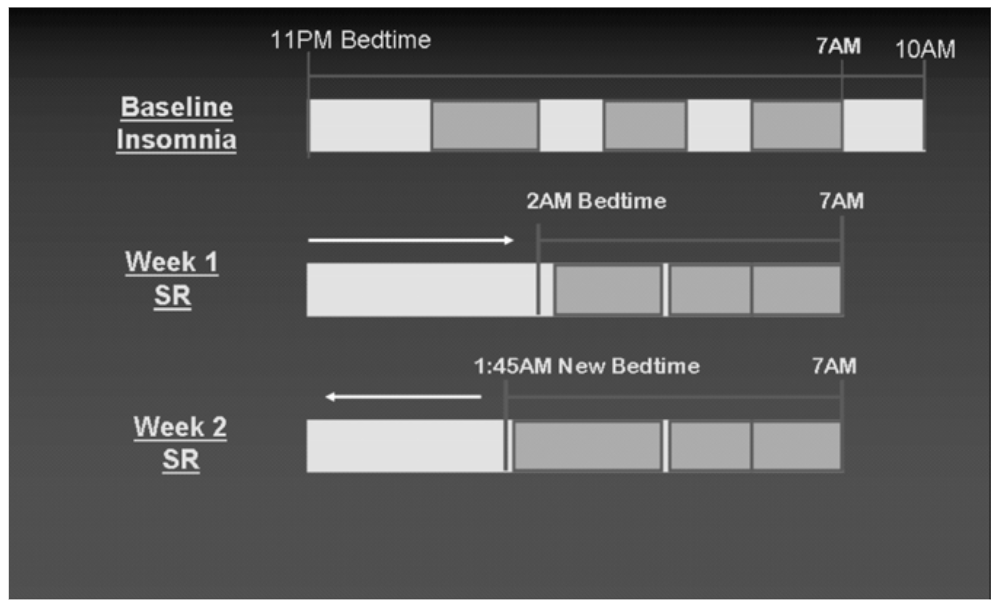 11PM Bedtime
7AM
10AM
Baseline
Insomnia
2AM Bedtime
7AM
Week 1
SR
1:45AM New Bedtime
7AM
Week 2
SR